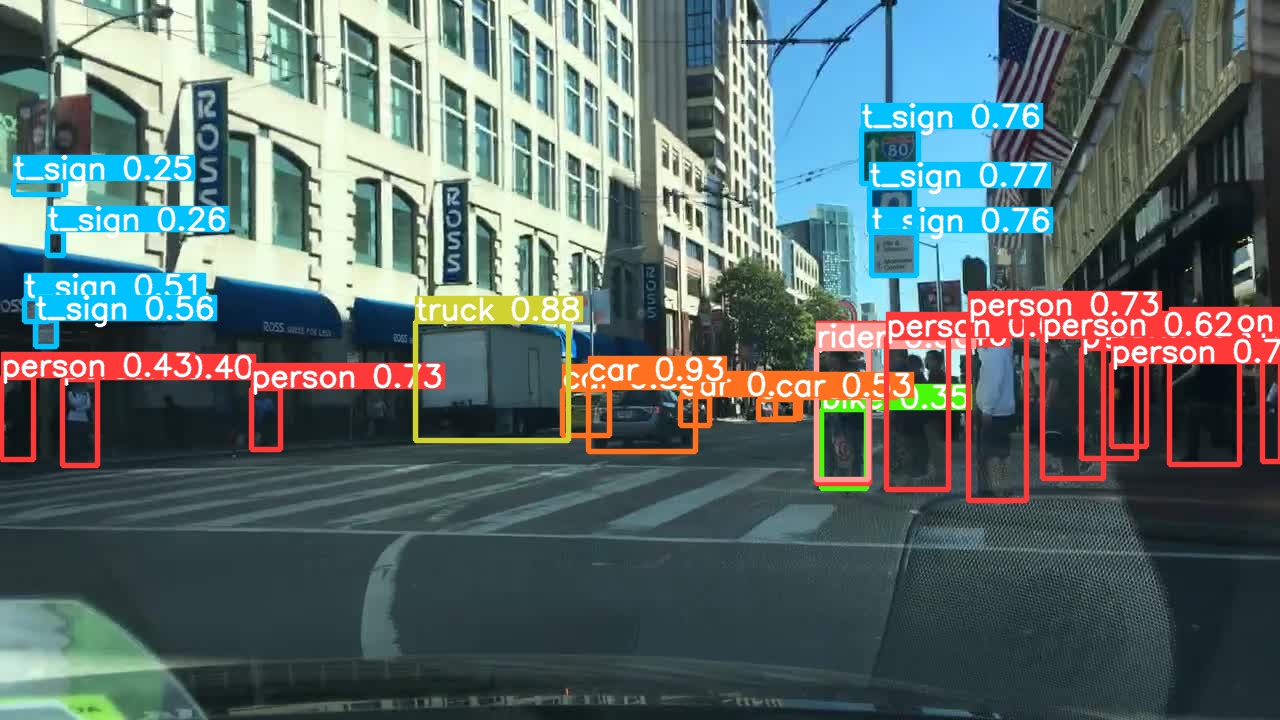 ROSS
t_sign 0.76
80
t_sign 0.25
t_sign 0.77
ROSS
t_sign 0.26
t_sign 0.76
ROSS
t_sign 0.51
t_sign 0.56
truck 0.88
person 0.73
rider
person
person 0.62
ROSS DRESS FOR LESS
person 0.43
0.40
person 0.73
car 0.93
car 0.53
person 0.7
bike 0.35